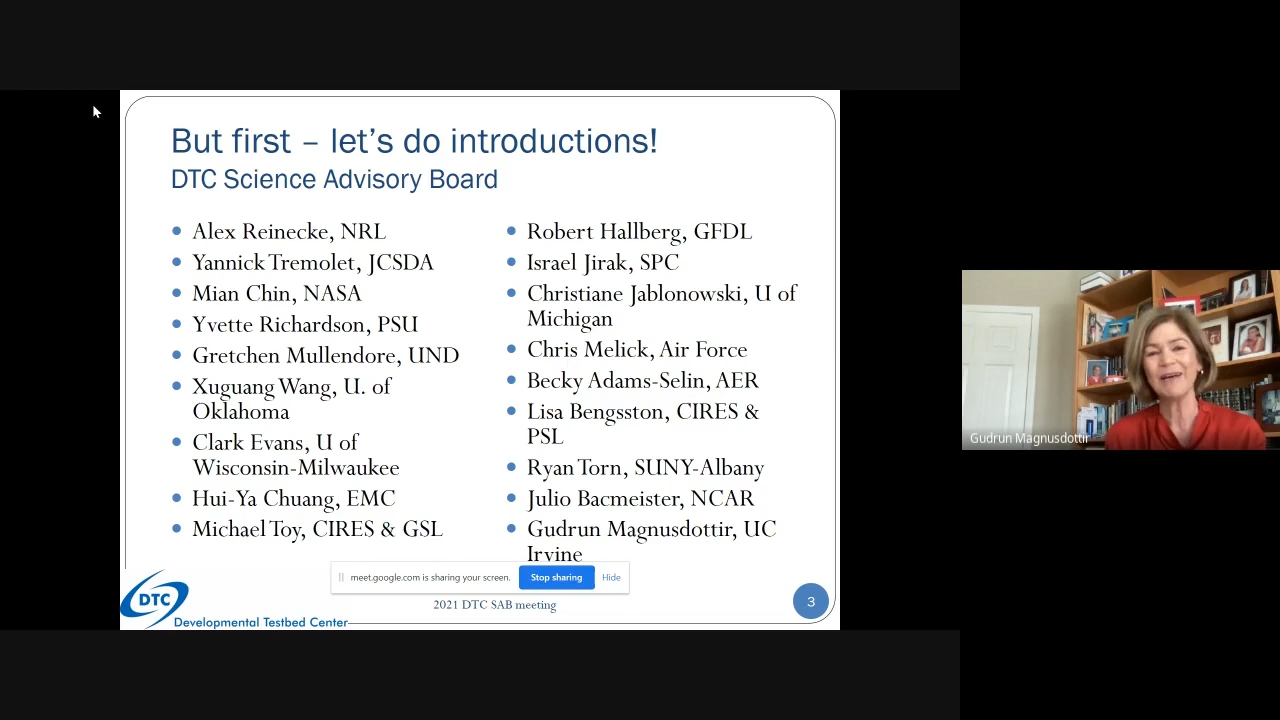 But first – let's do introductions!
DTC Science Advisory Board
Alex Reinecke, NRL
Yannick Tremolet, JCSDA
Mian Chin, NASA
Yvette Richardson, PSU
Gretchen Mullendore, UND
Xuguang Wang, U. of
Oklahoma
Clark Evans, U of
Wisconsin-Milwaukee
Hui-Ya Chuang, EMC
Michael Toy, CIRES & GSL
Robert Hallberg, GFDL
Israel Jirak, SPC
Christiane Jablonowski, U of
Michigan
Chris Melick, Air Force
Becky Adams-Selin, AER
Lisa Bengsston, CIRES &
PSL
Ryan Torn, SUNY-Albany
Julio Bacmeister, NCAR
Gudrun Magnusdottir, UC
Irvine
meet.google.com is sharing your screen.
Stop sharing
Hide
2021 DTC SAB meeting
3
DTC
Developmental Testbed Center
Gudrun Magnusdottir